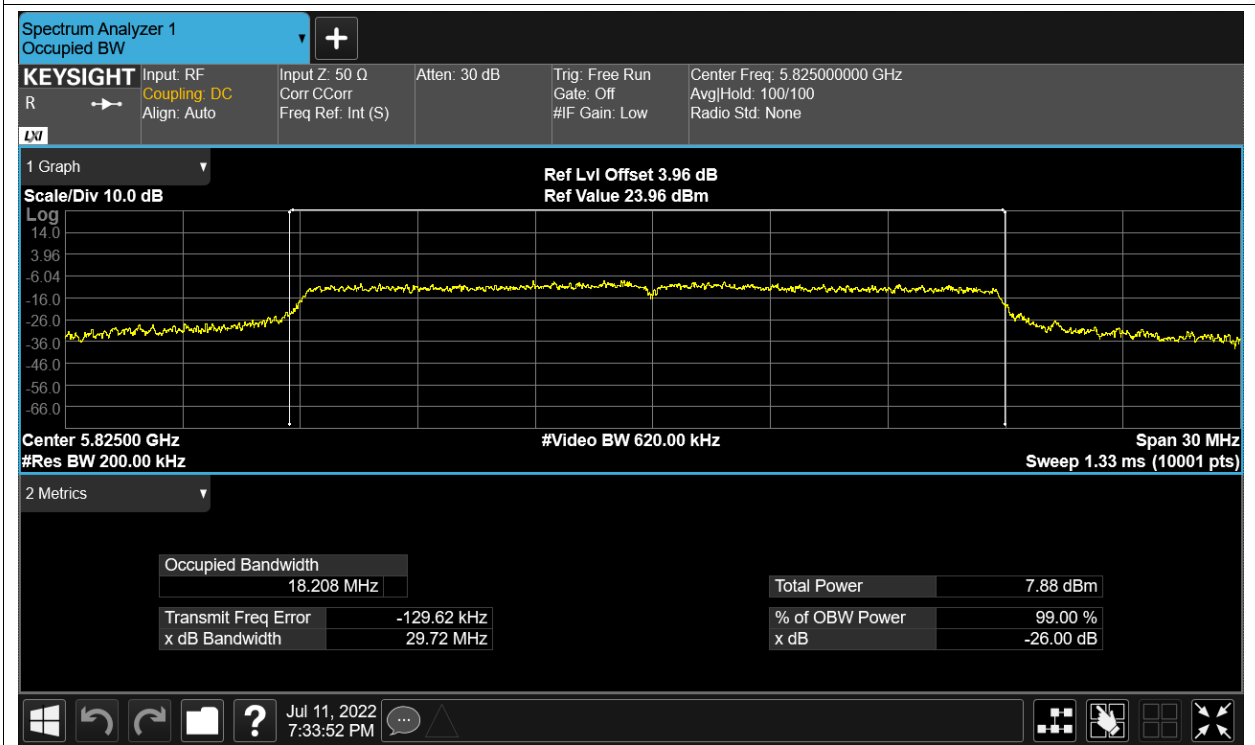 Spectrum Analyzer 1
Occupied BW
KEYSIGHT
R
LXI
Input: RF
Coupling: DC
Align: Auto
Input Z: 50 Ω
Corr CCorr
Freq Ref: Int (S)
Atten: 30 dB
Trig: Free Run
Gate: Off
#IF Gain: Low
Center Freq: 5.825000000 GHz
Avg|Hold: 100/100
Radio Std: None
1 Graph
Scale/Div 10.0 dB
Ref Lvl Offset 3.96 dB
Ref Value 23.96 dBm
Log
14.0
3.96
-6.04
-16.0
-26.0
-36.0
-46.0
-56.0
-66.0
Center 5.82500 GHz
#Res BW 200.00 kHz
#Video BW 620.00 kHz
Span 30 MHz
Sweep 1.33 ms (10001 pts)
2 Metrics
Occupied Bandwidth
18.208 MHz
Transmit Freq Error -129.62 kHz
x dB Bandwidth 29.72 MHz
Total Power 7.88 dBm
% of OBW Power 99.00 %
x dB -26.00 dB
?
Jul 11, 2022
7:33:52 PM